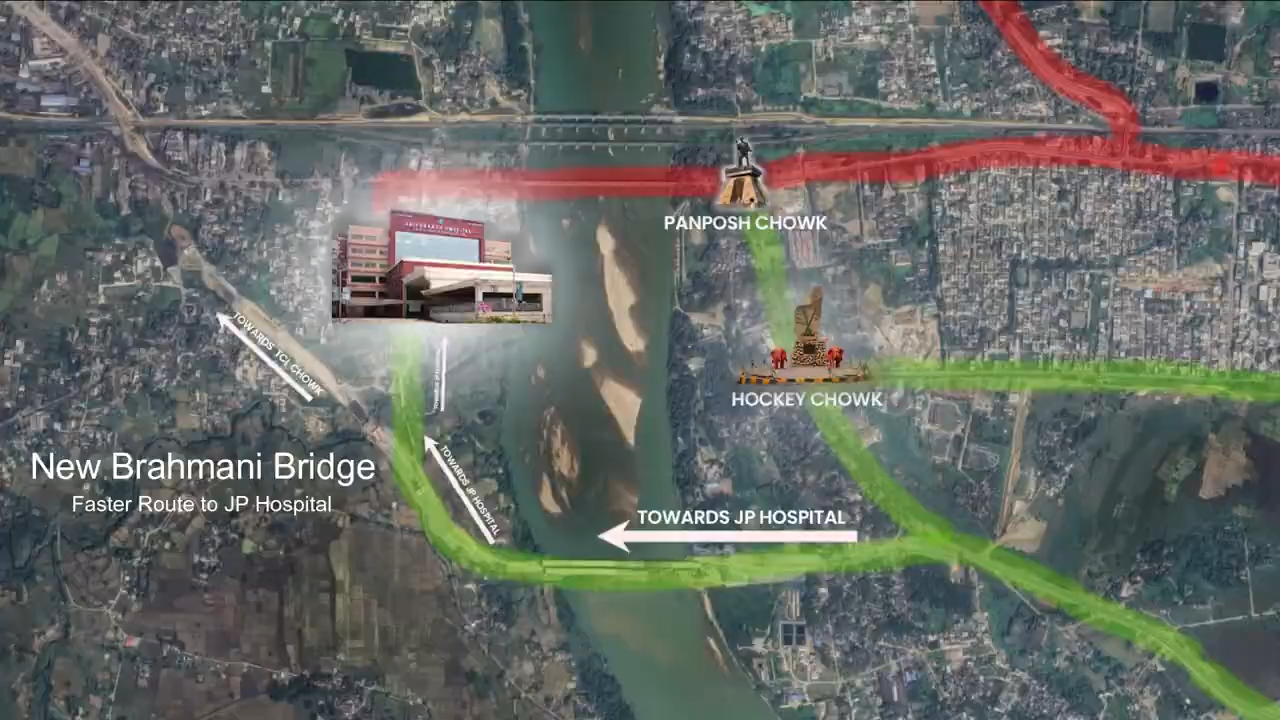 PANPOSH CHOWK
TOWARDS TCI CHOWK
HOCKEY CHOWK
New Brahmani Bridge
Faster Route to JP Hospital
TOWARDS JP HOSPITAL
TOWARDS JP HOSPITAL